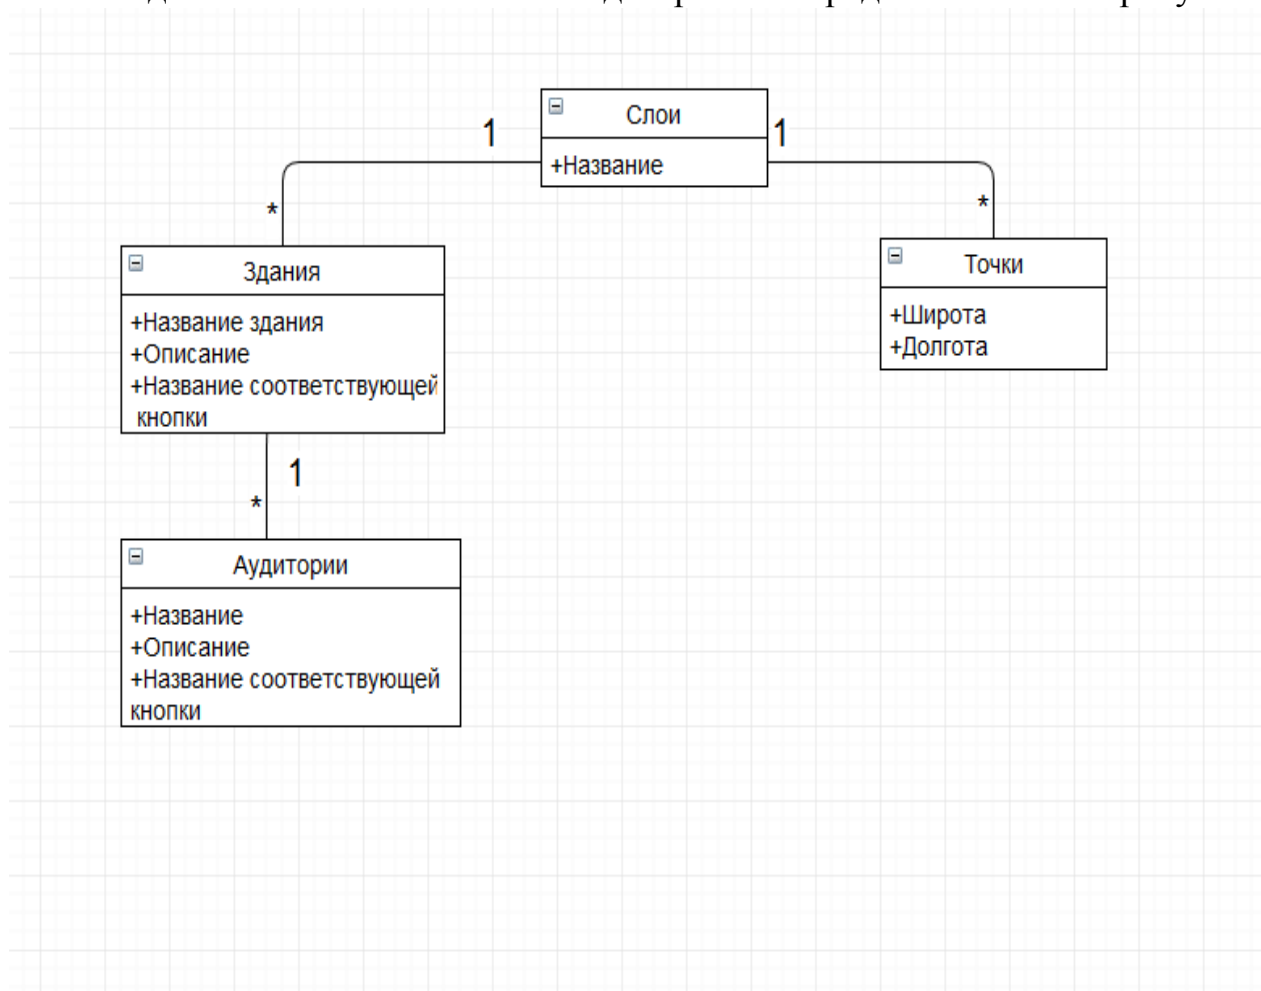 Слои
+Название
1
1
*
*
Здания
+Название здания
+Описание
+Название соответствующей
кнопки
Точки
+Широта
+Долгота
1
*
Аудитории
+Название
+Описание
+Название соответствующей
кнопки